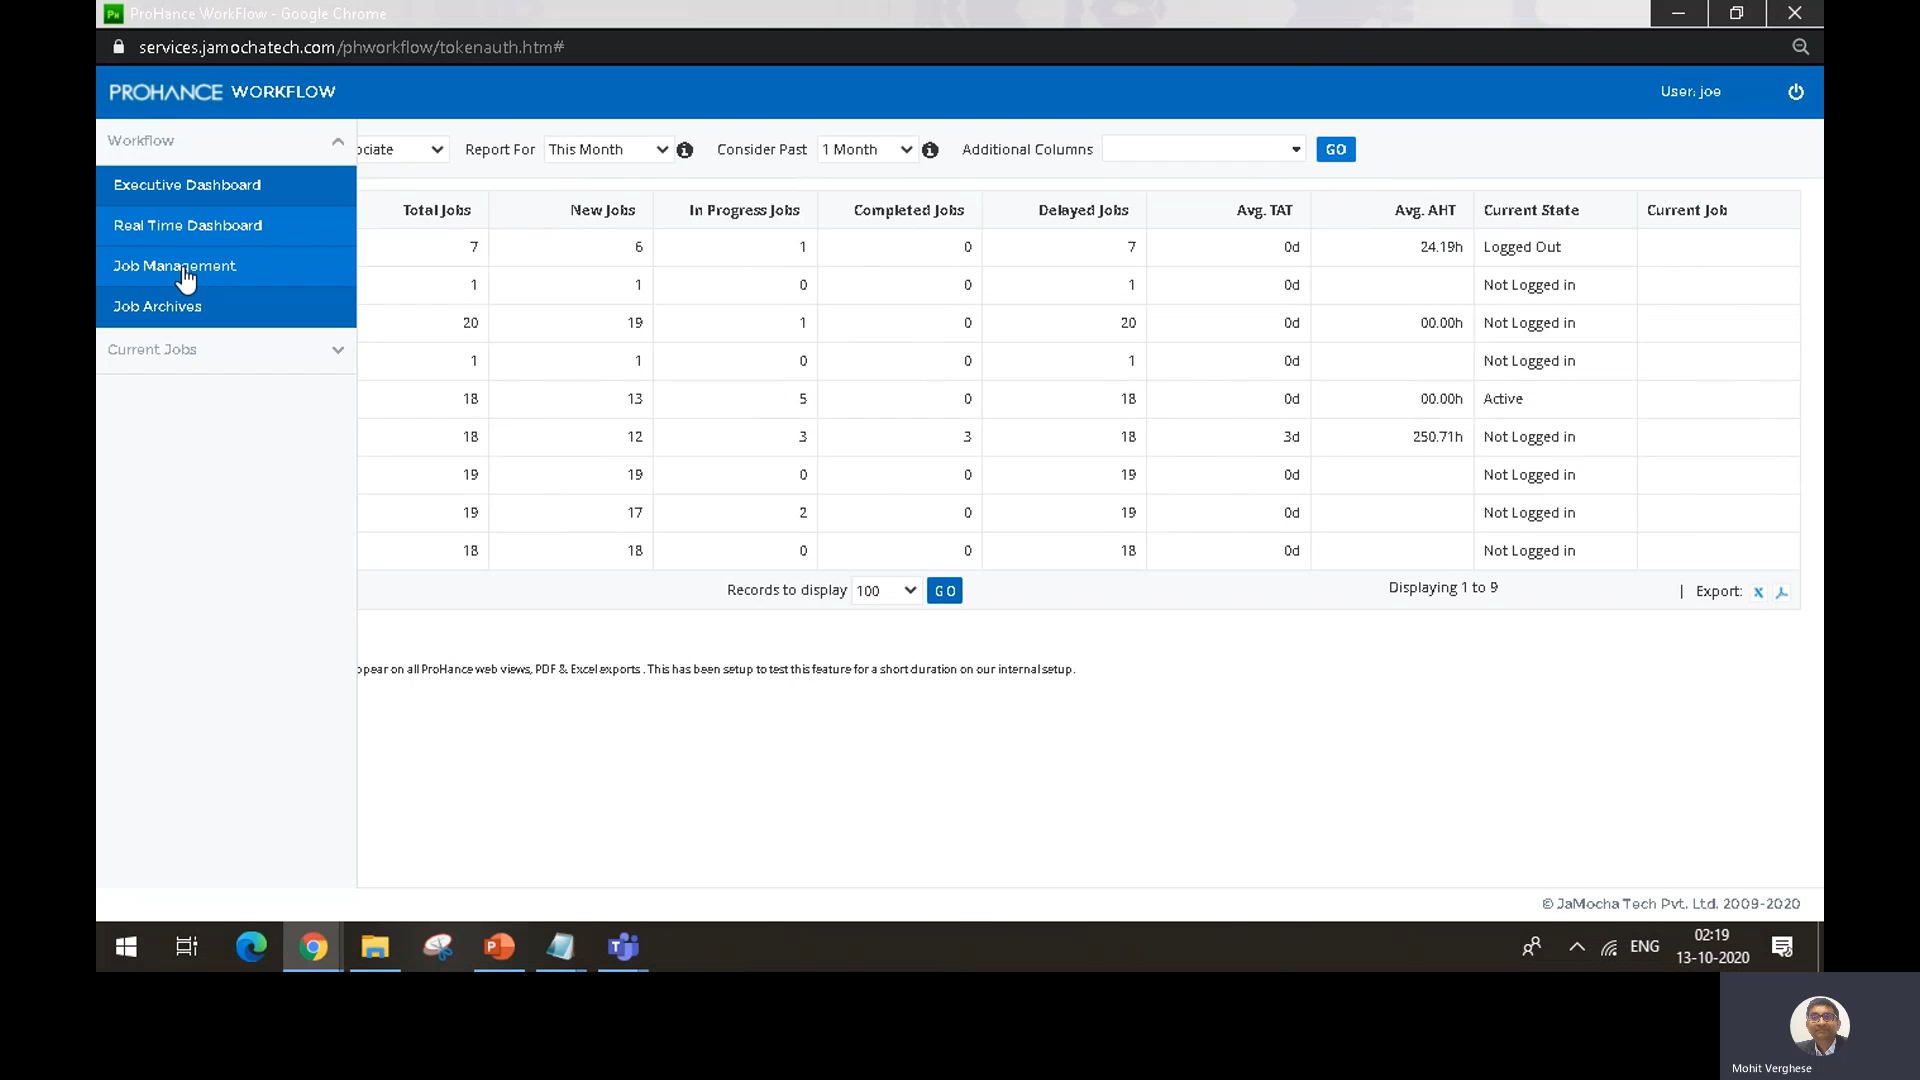 ProHance WorkFlow - Google Chrome
services.jamochatech.com/phworkflow/tokenauth.htm#
PROHANCE WORKFLOW User: joe
Workflow
ociate Report For This Month Consider Past 1 Month Additional Columns GO
Executive Dashboard
Real Time Dashboard
Job Management
Job Archives
Current Jobs
Total Jobs New Jobs In Progress Jobs Completed Jobs Delayed Jobs Avg. TAT Avg. AHT Current State Current Job
7 6 1 0 7 0d 24.19h Logged Out
1 1 0 0 1 0d Not Logged in
20 19 1 0 20 0d 00.00h Not Logged in
1 1 0 0 1 0d Not Logged in
18 13 5 0 18 0d 00.00h Active
18 12 3 3 18 3d 250.71h Not Logged in
19 19 0 0 19 0d Not Logged in
19 17 2 0 19 0d Not Logged in
18 18 0 0 18 0d Not Logged in
Records to display 100 GO Displaying 1 to 9 | Export:
opear on all ProHance web views, PDF & Excel exports . This has been setup to test this feature for a short duration on our internal setup.
© JaMocha Tech Pvt. Ltd. 2009-2020
ENG 02:19
13-10-2020
Mohit Verghese